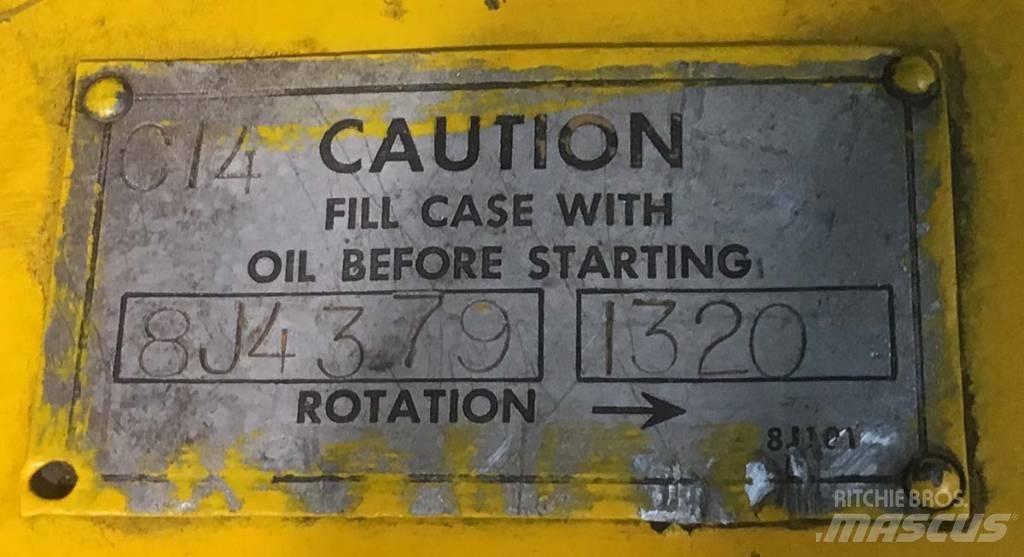 C14 CAUTION
FILL CASE WITH
OIL BEFORE STARTING
8J4379 1320
ROTATION →
8J101
RITCHIE BROS.
MASCUS